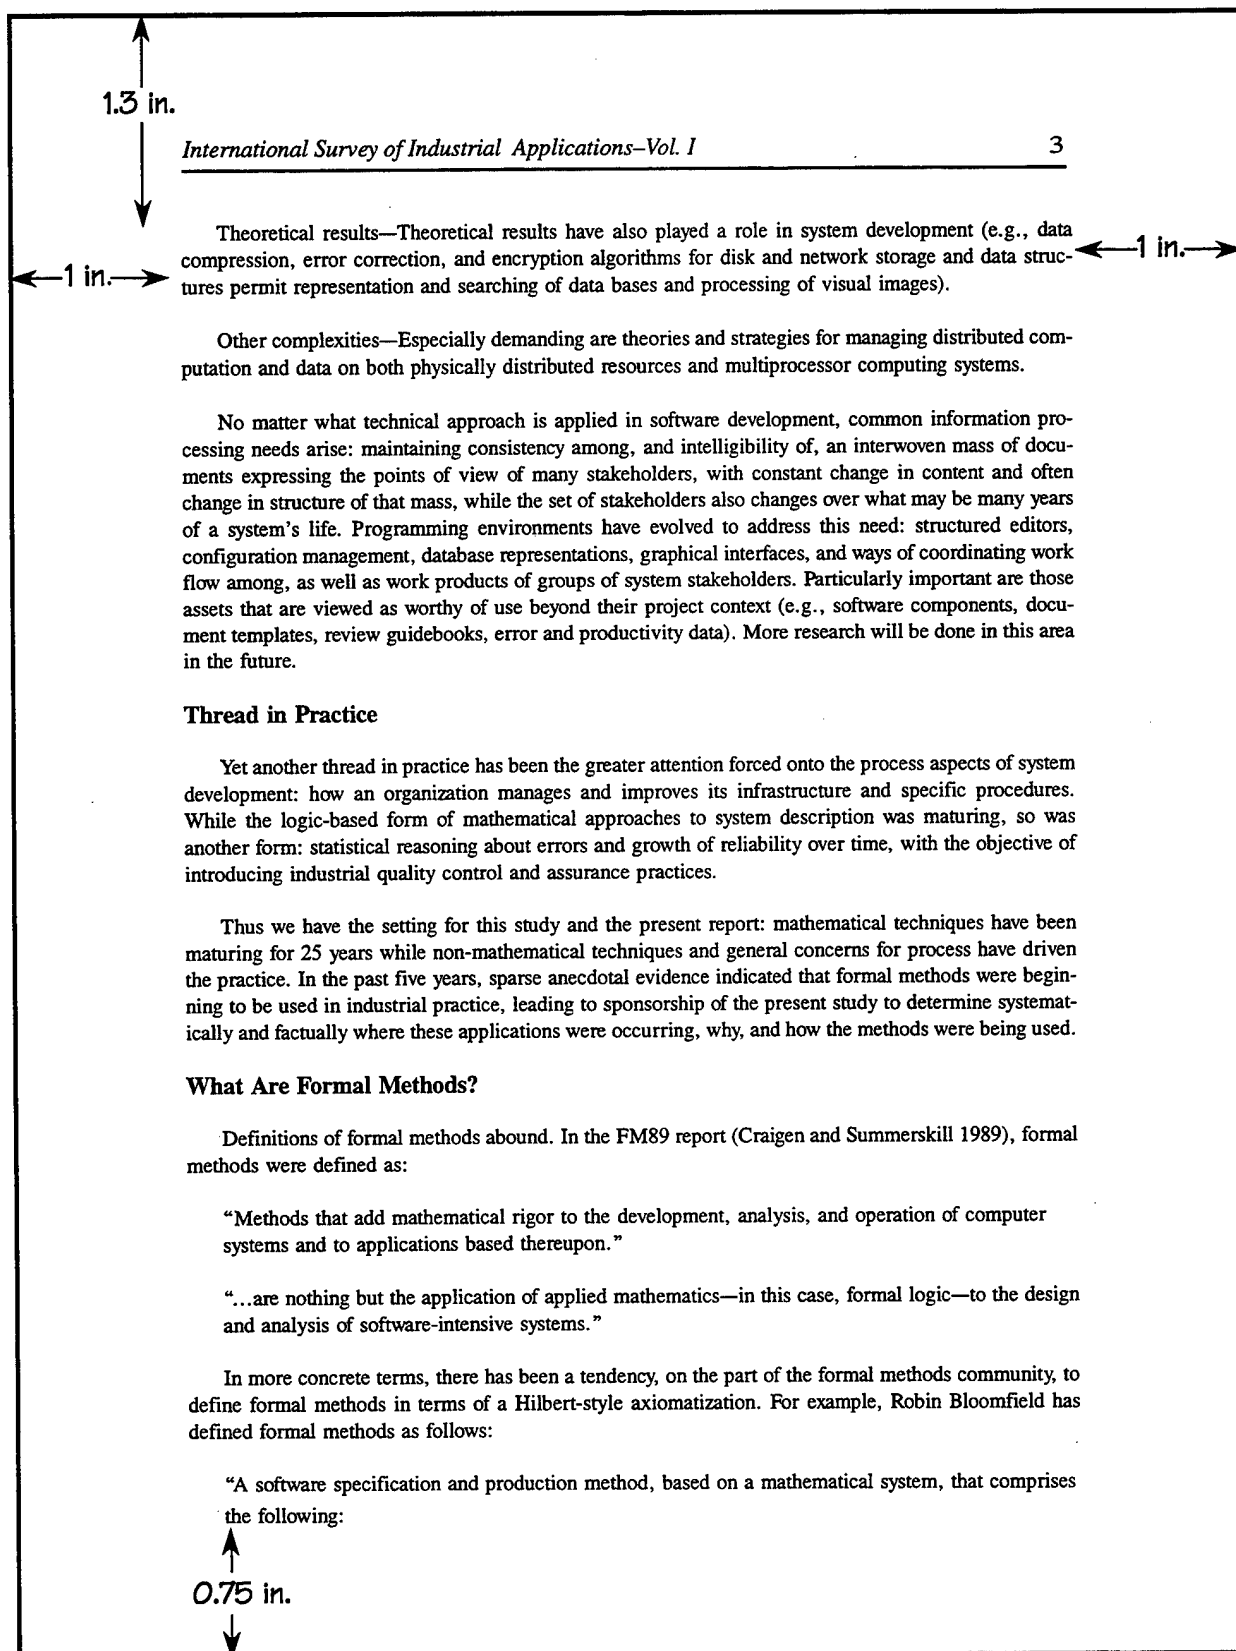 1.3 in.
International Survey of Industrial Applications–Vol. I 3
Theoretical results—Theoretical results have also played a role in system development (e.g., data
compression, error correction, and encryption algorithms for disk and network storage and data struc-
tures permit representation and searching of data bases and processing of visual images).
1 in.
1 in.
Other complexities—Especially demanding are theories and strategies for managing distributed com-
putation and data on both physically distributed resources and multiprocessor computing systems.
No matter what technical approach is applied in software development, common information pro-
cessing needs arise: maintaining consistency among, and intelligibility of, an interwoven mass of docu-
ments expressing the points of view of many stakeholders, with constant change in content and often
change in structure of that mass, while the set of stakeholders also changes over what may be many years
of a system's life. Programming environments have evolved to address this need: structured editors,
configuration management, database representations, graphical interfaces, and ways of coordinating work
flow among, as well as work products of groups of system stakeholders. Particularly important are those
assets that are viewed as worthy of use beyond their project context (e.g., software components, docu-
ment templates, review guidebooks, error and productivity data). More research will be done in this area
in the future.
Thread in Practice
Yet another thread in practice has been the greater attention forced onto the process aspects of system
development: how an organization manages and improves its infrastructure and specific procedures.
While the logic-based form of mathematical approaches to system description was maturing, so was
another form: statistical reasoning about errors and growth of reliability over time, with the objective of
introducing industrial quality control and assurance practices.
Thus we have the setting for this study and the present report: mathematical techniques have been
maturing for 25 years while non-mathematical techniques and general concerns for process have driven
the practice. In the past five years, sparse anecdotal evidence indicated that formal methods were begin-
ning to be used in industrial practice, leading to sponsorship of the present study to determine systemat-
ically and factually where these applications were occurring, why, and how the methods were being used.
What Are Formal Methods?
Definitions of formal methods abound. In the FM89 report (Craigen and Summerskill 1989), formal
methods were defined as:
“Methods that add mathematical rigor to the development, analysis, and operation of computer
systems and to applications based thereupon.”
“...are nothing but the application of applied mathematics—in this case, formal logic—to the design
and analysis of software-intensive systems.”
In more concrete terms, there has been a tendency, on the part of the formal methods community, to
define formal methods in terms of a Hilbert-style axiomatization. For example, Robin Bloomfield has
defined formal methods as follows:
“A software specification and production method, based on a mathematical system, that comprises
the following:
0.75 in.